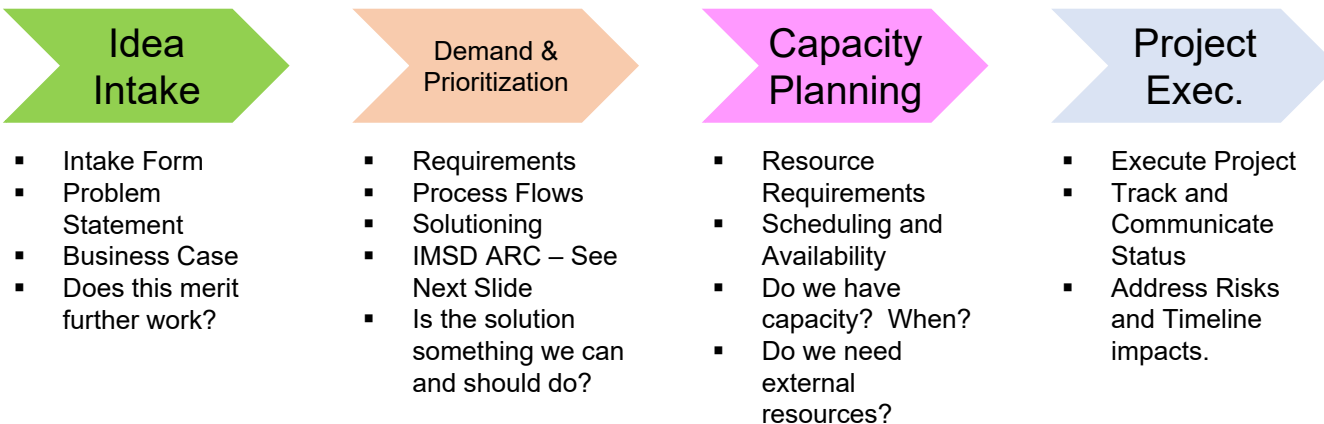 Idea
Intake
▪ Intake Form
▪ Problem
Statement
▪ Business Case
▪ Does this merit
further work?
Demand &
Prioritization
▪ Requirements
▪ Process Flows
▪ Solutioning
▪ IMSD ARC – See
Next Slide
▪ Is the solution
something we can
and should do?
Capacity
Planning
▪ Resource
Requirements
▪ Scheduling and
Availability
▪ Do we have
capacity?  When?
▪ Do we need
external
resources?
Project
Exec.
▪ Execute Project
▪ Track and
Communicate
Status
▪ Address Risks
and Timeline
impacts.